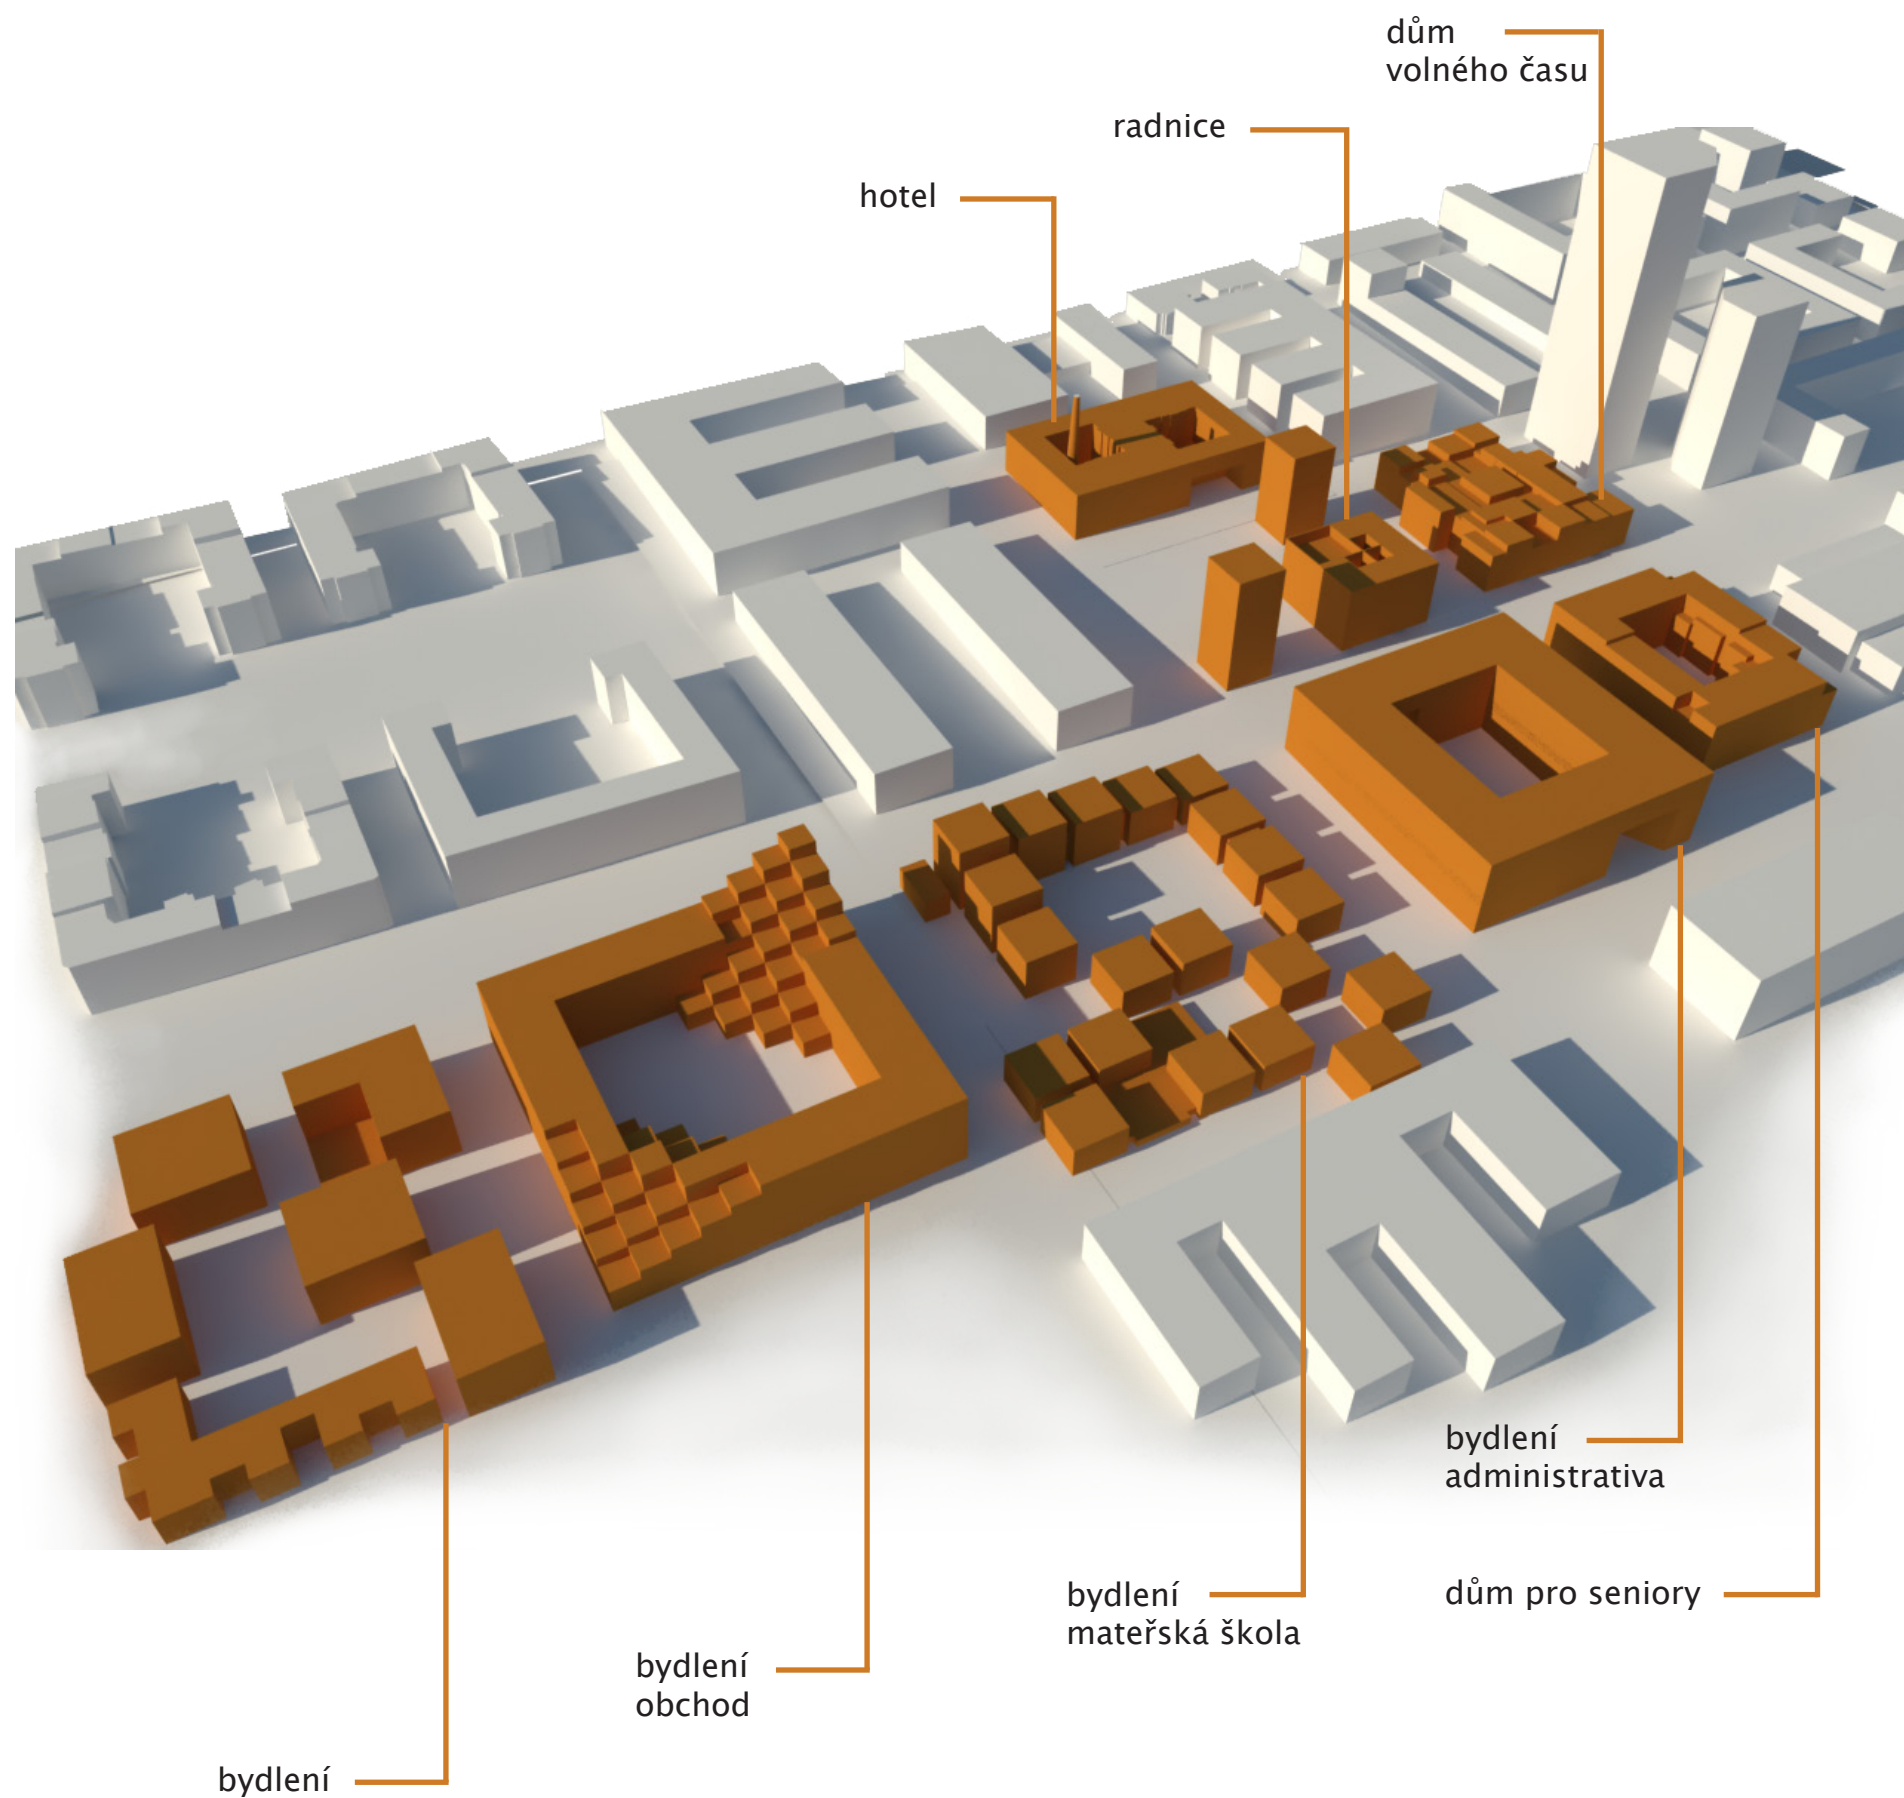 dům
volného času
radnice
hotel
bydlení
administrativa
bydlení
mateřská škola
dům pro seniory
bydlení
obchod
bydlení